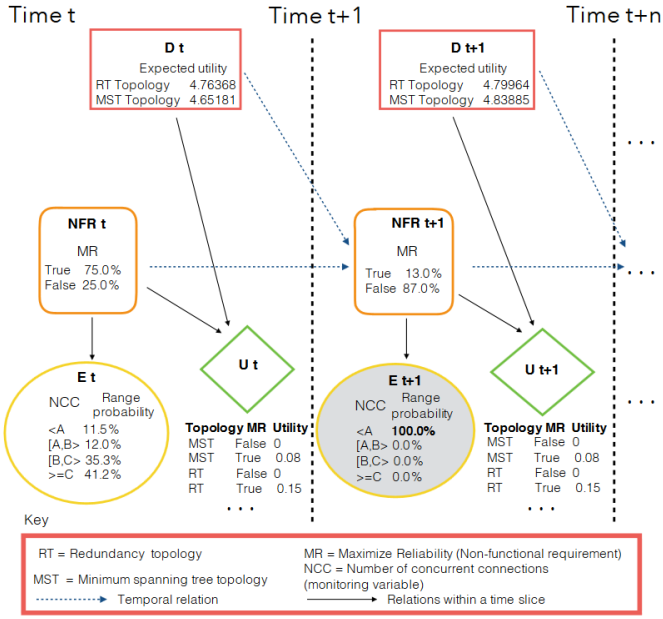 Time t
Time t+1
Time t+n
D t
Expected utility
RT Topology 4.76368
MST Topology 4.65181
D t+1
Expected utility
RT Topology 4.79964
MST Topology 4.83885
...
NFR t
MR
True 75.0%
False 25.0%
NFR t+1
MR
True 13.0%
False 87.0%
...
E t
NCC Range probability
<A 11.5%
[A,B> 12.0%
[B,C> 35.3%
>=C 41.2%
U t
Topology MR Utility
MST False 0
MST True 0.08
RT False 0
RT True 0.15
...
E t+1
NCC Range probability
<A 100.0%
[A,B> 0.0%
[B,C> 0.0%
>=C 0.0%
U t+1
Topology MR Utility
MST False 0
MST True 0.08
RT False 0
RT True 0.15
...
...
Key
RT = Redundancy topology
MST = Minimum spanning tree topology
MR = Maximize Reliability (Non-functional requirement)
NCC = Number of concurrent connections
(monitoring variable)
Temporal relation
Relations within a time slice